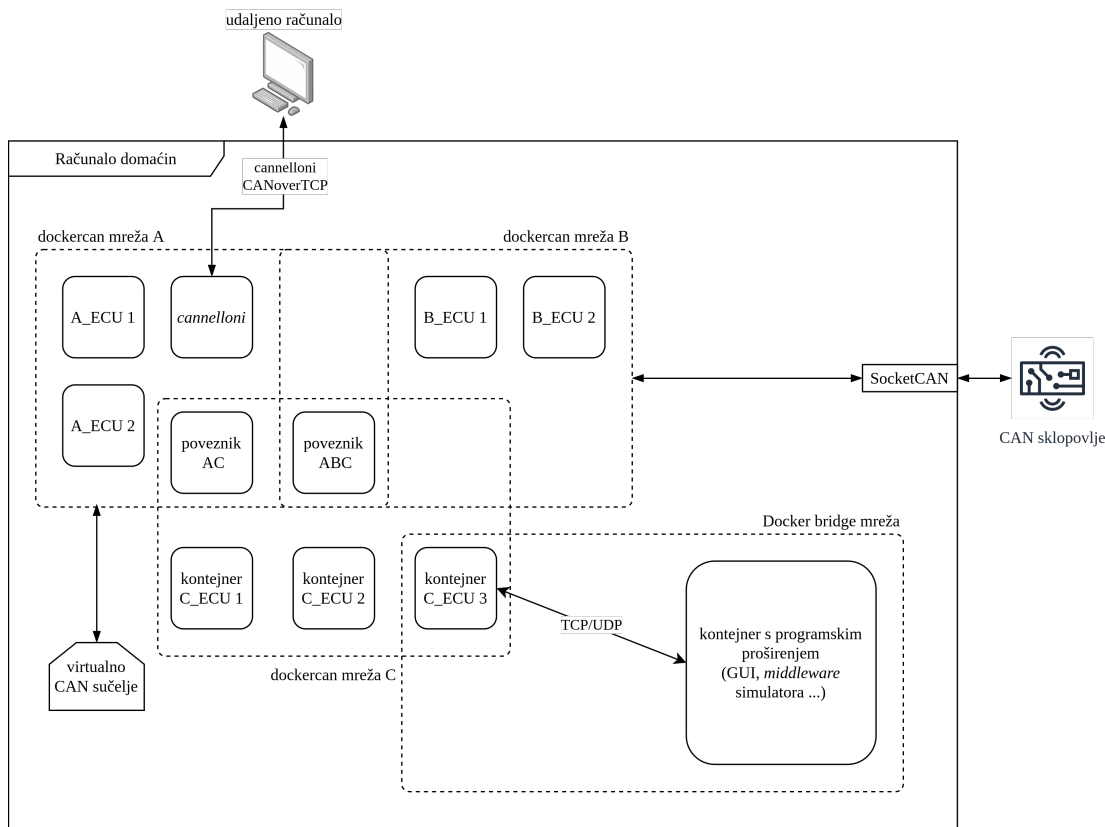 udaljeno računalo
Računalo domaćin
cannelloni
CANoverTCP
dockercan mreža A
dockercan mreža B
A_ECU 1
cannelloni
B_ECU 1
B_ECU 2
SocketCAN
CAN sklopovlje
A_ECU 2
poveznik
AC
poveznik
ABC
Docker bridge mreža
kontejner
C_ECU 1
kontejner
C_ECU 2
kontejner
C_ECU 3
TCP/UDP
kontejner s programskim
proširenjem
(GUI, middleware
simulatora ...)
virtualno
CAN sučelje
dockercan mreža C